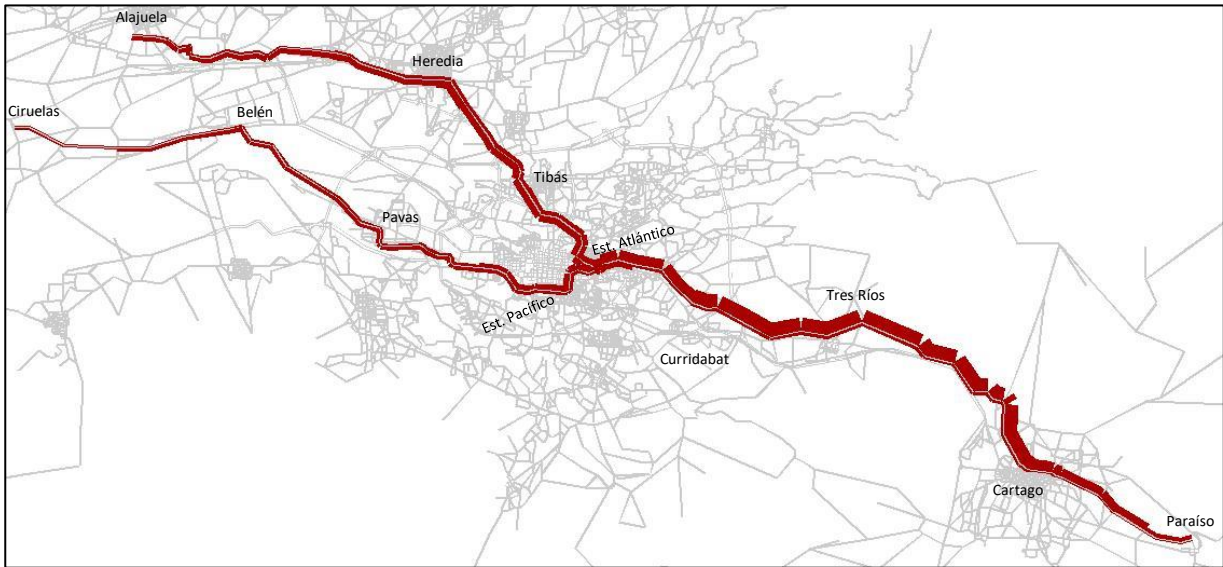 Alajuela
Heredia
Ciruelas
Belén
Tibás
Pavas
Est. Atlántico
Est. Pacífico
Tres Ríos
Curridabat
Cartago
Paraíso